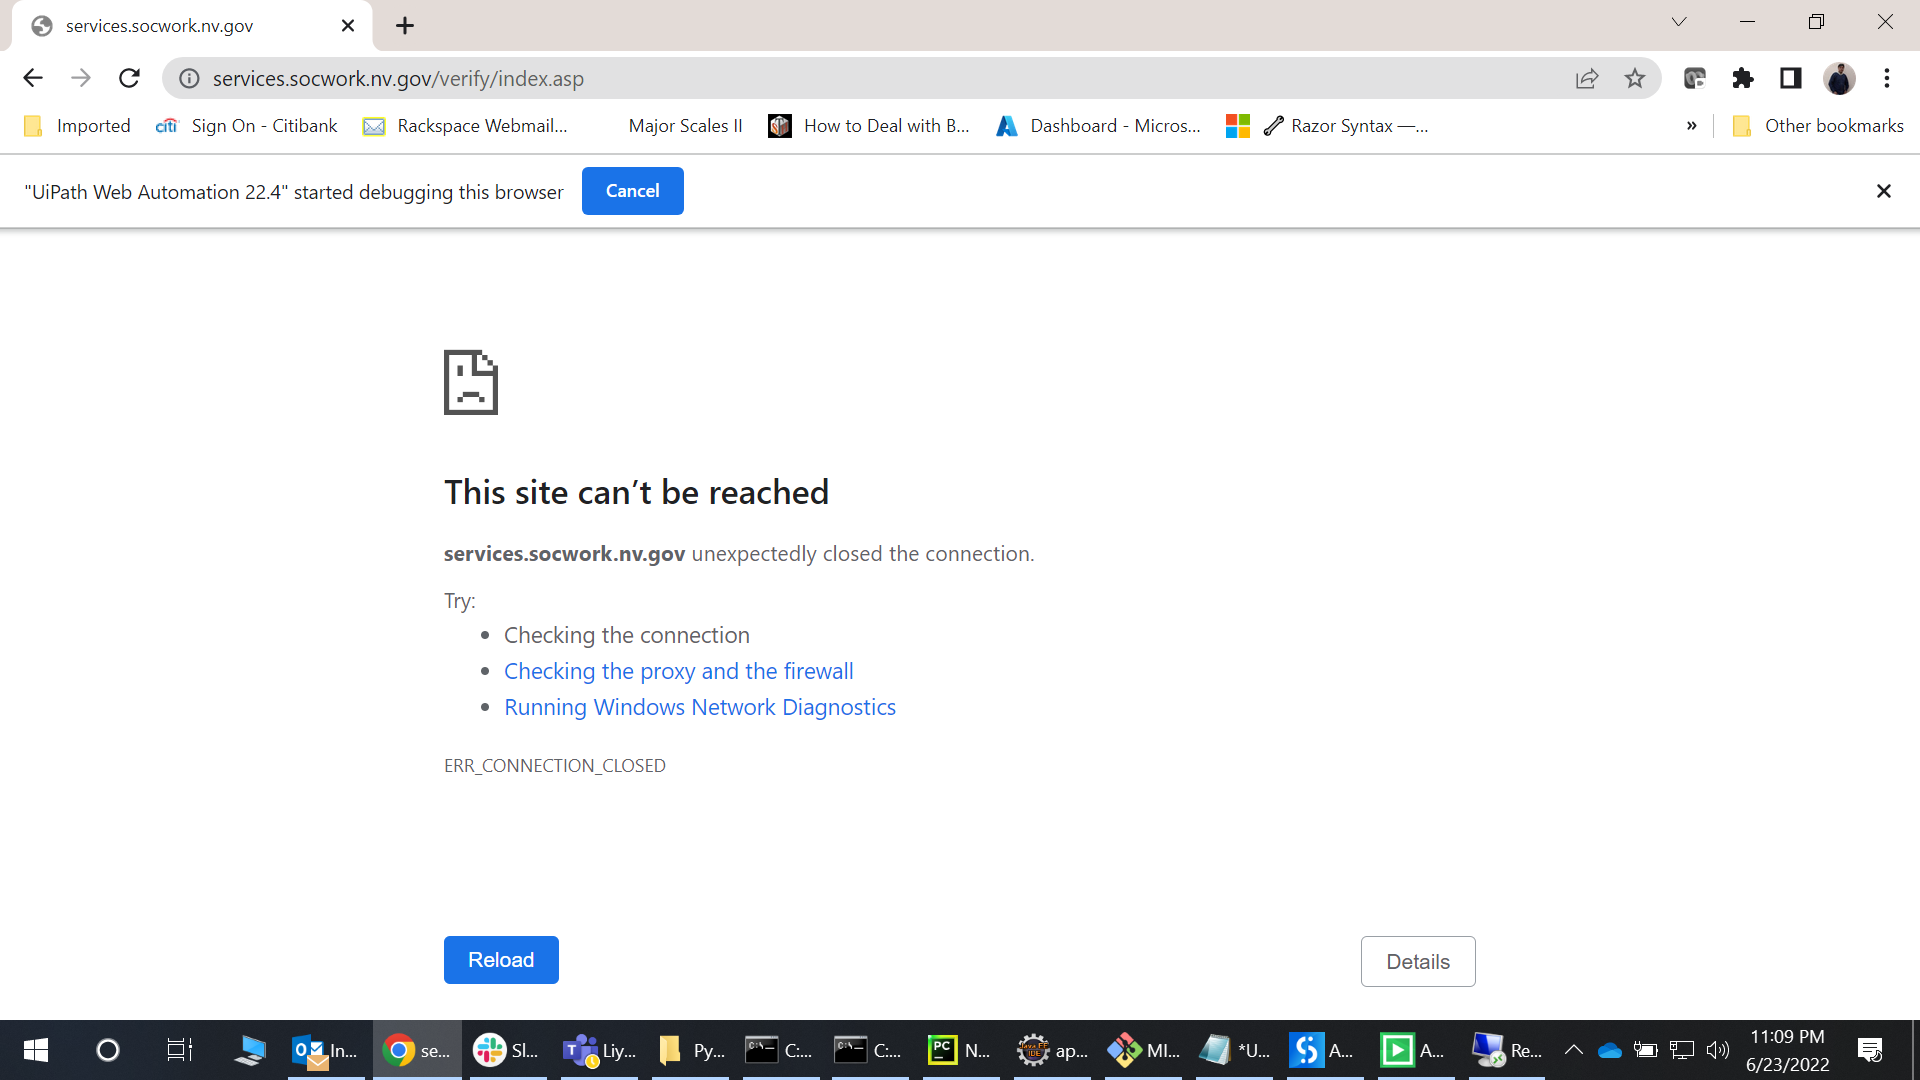 services.socwork.nv.gov
services.socwork.nv.gov/verify/index.asp
Imported
citi
Sign On - Citibank
Rackspace Webmail...
Major Scales II
How to Deal with B...
Dashboard - Micros...
Razor Syntax —...
»
Other bookmarks
"UiPath Web Automation 22.4" started debugging this browser
Cancel
This site can’t be reached
services.socwork.nv.gov unexpectedly closed the connection.
Try:
• Checking the connection
• Checking the proxy and the firewall
• Running Windows Network Diagnostics
ERR_CONNECTION_CLOSED
Reload
Details
In...
se...
Sl...
Liy...
Py...
C:...
C:...
PC
N...
ap...
MI...
*U...
A...
A...
Re...
11:09 PM
6/23/2022